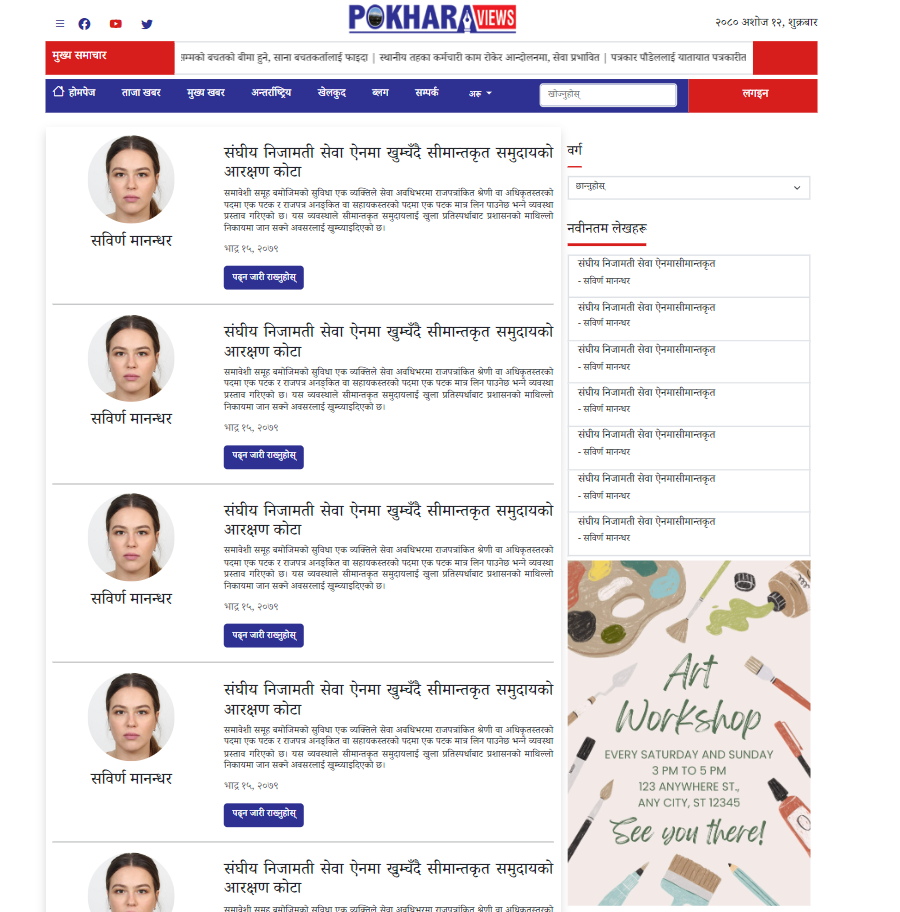 POKHARA VIEWS
२०८० अशोज १२, शुक्रबार
मुख्य समाचार
म्मको बचतको बीमा हुने, साना बचतकर्तालाई फाइदा | स्थानीय तहका कर्मचारी काम रोकेर आन्दोलनमा, सेवा प्रभावित | पत्रकार पौडेललाई यातायात पत्रकारीत
होमपेज ताजा खबर मुख्य खबर अन्तर्राष्ट्रिय खेलकुद ब्लग सम्पर्क अरू खोज्नुहोस् लगइन
संघीय निजामती सेवा ऐनमा खुम्चँदै सीमान्तकृत समुदायको
आरक्षण कोटा
समावेशी समूह बमोजिमको सुविधा एक व्यक्तिले सेवा अवधिभरमा राजपत्रांकित श्रेणी वा अधिकृतस्तरको
पदमा एक पटक र राजपत्र अनङ्कित वा सहायकस्तरको पदमा एक पटक मात्र लिन पाउनेछ भन्ने व्यवस्था
प्रस्ताव गरिएको छ। यस व्यवस्थाले सीमान्तकृत समुदायलाई खुला प्रतिस्पर्धाबाट प्रशासनको माथिल्लो
निकायमा जान सक्ने अवसरलाई खुम्च्याइदिएको छ।
सविर्ण मानन्धर
भाद्र १५, २०७९
पढ्न जारी राख्नुहोस्
संघीय निजामती सेवा ऐनमा खुम्चँदै सीमान्तकृत समुदायको
आरक्षण कोटा
समावेशी समूह बमोजिमको सुविधा एक व्यक्तिले सेवा अवधिभरमा राजपत्रांकित श्रेणी वा अधिकृतस्तरको
पदमा एक पटक र राजपत्र अनङ्कित वा सहायकस्तरको पदमा एक पटक मात्र लिन पाउनेछ भन्ने व्यवस्था
प्रस्ताव गरिएको छ। यस व्यवस्थाले सीमान्तकृत समुदायलाई खुला प्रतिस्पर्धाबाट प्रशासनको माथिल्लो
निकायमा जान सक्ने अवसरलाई खुम्च्याइदिएको छ।
सविर्ण मानन्धर
भाद्र १५, २०७९
पढ्न जारी राख्नुहोस्
संघीय निजामती सेवा ऐनमा खुम्चँदै सीमान्तकृत समुदायको
आरक्षण कोटा
समावेशी समूह बमोजिमको सुविधा एक व्यक्तिले सेवा अवधिभरमा राजपत्रांकित श्रेणी वा अधिकृतस्तरको
पदमा एक पटक र राजपत्र अनङ्कित वा सहायकस्तरको पदमा एक पटक मात्र लिन पाउनेछ भन्ने व्यवस्था
प्रस्ताव गरिएको छ। यस व्यवस्थाले सीमान्तकृत समुदायलाई खुला प्रतिस्पर्धाबाट प्रशासनको माथिल्लो
निकायमा जान सक्ने अवसरलाई खुम्च्याइदिएको छ।
सविर्ण मानन्धर
भाद्र १५, २०७९
पढ्न जारी राख्नुहोस्
संघीय निजामती सेवा ऐनमा खुम्चँदै सीमान्तकृत समुदायको
आरक्षण कोटा
समावेशी समूह बमोजिमको सुविधा एक व्यक्तिले सेवा अवधिभरमा राजपत्रांकित श्रेणी वा अधिकृतस्तरको
पदमा एक पटक र राजपत्र अनङ्कित वा सहायकस्तरको पदमा एक पटक मात्र लिन पाउनेछ भन्ने व्यवस्था
प्रस्ताव गरिएको छ। यस व्यवस्थाले सीमान्तकृत समुदायलाई खुला प्रतिस्पर्धाबाट प्रशासनको माथिल्लो
निकायमा जान सक्ने अवसरलाई खुम्च्याइदिएको छ।
सविर्ण मानन्धर
भाद्र १५, २०७९
पढ्न जारी राख्नुहोस्
संघीय निजामती सेवा ऐनमा खुम्चँदै सीमान्तकृत समुदायको
आरक्षण कोटा
समावेशी समूह बमोजिमको सुविधा एक व्यक्तिले सेवा अवधिभरमा राजपत्रांकित श्रेणी वा अधिकृतस्तरको
वर्ग
छान्नुहोस्
नवीनतम लेखहरू
संघीय निजामती सेवा ऐनमासीमान्तकृत
- सविर्ण मानन्धर
संघीय निजामती सेवा ऐनमासीमान्तकृत
- सविर्ण मानन्धर
संघीय निजामती सेवा ऐनमासीमान्तकृत
- सविर्ण मानन्धर
संघीय निजामती सेवा ऐनमासीमान्तकृत
- सविर्ण मानन्धर
संघीय निजामती सेवा ऐनमासीमान्तकृत
- सविर्ण मानन्धर
संघीय निजामती सेवा ऐनमासीमान्तकृत
- सविर्ण मानन्धर
संघीय निजामती सेवा ऐनमासीमान्तकृत
- सविर्ण मानन्धर
Art
Workshop
EVERY SATURDAY AND SUNDAY
3 PM TO 5 PM
123 ANYWHERE ST.,
ANY CITY, ST 12345
See you there!